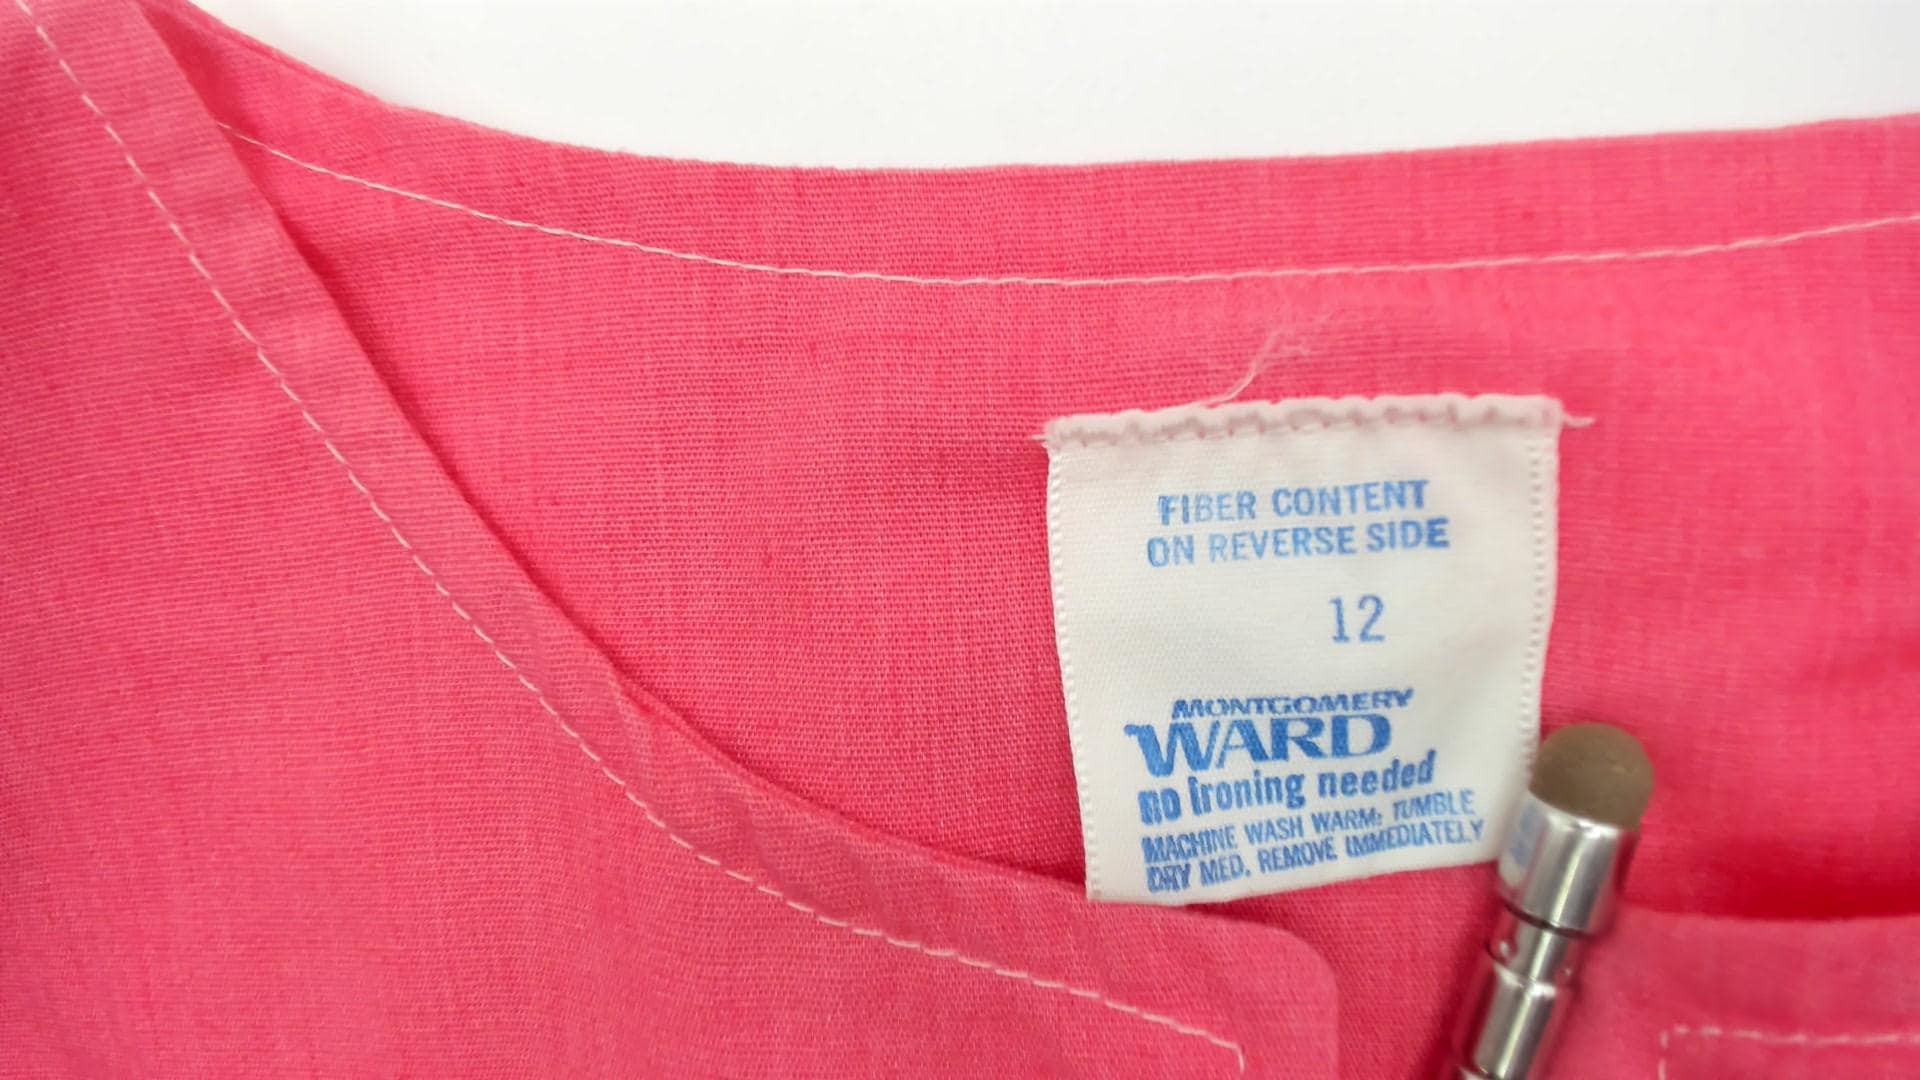 FIBER CONTENT
ON REVERSE SIDE
12
MONTGOMERY
WARD
no ironing needed
MACHINE WASH WARM; TUMBLE
DRY MED. REMOVE IMMEDIATELY